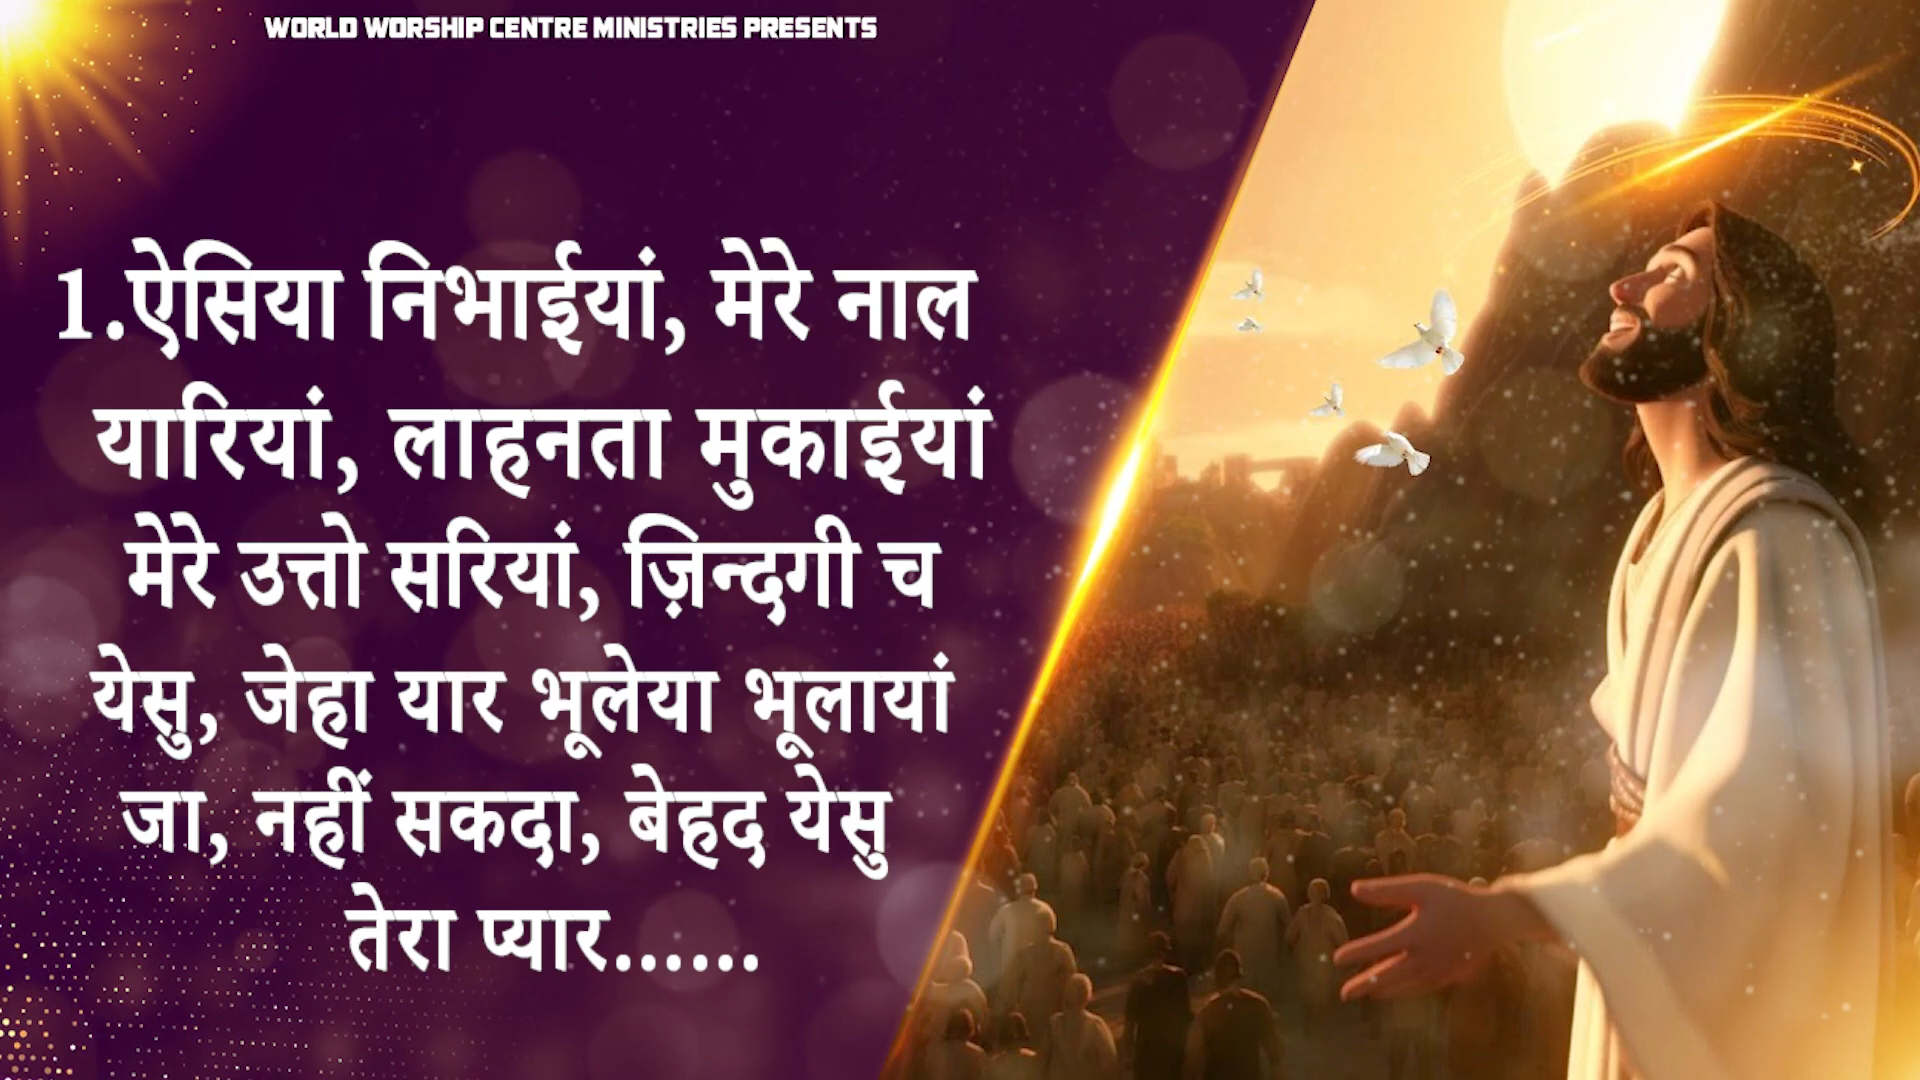 WORLD WORSHIP CENTRE MINISTRIES PRESENTS
1.ऐसिया निभाईयां, मेरे नाल
यारियां, लाहनता मुकाईयां
मेरे उत्तो सरियां, ज़िन्दगी च
येसु, जेहा यार भूलेया भूलायां
जा, नहीं सकदा, बेहद येसु
तेरा प्यार......